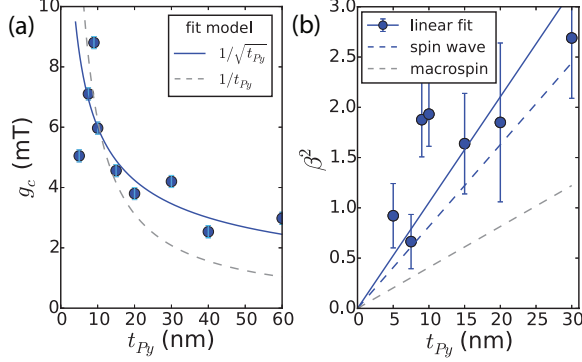 (a)
fit model
1/√t_Py
1/t_Py
10
8
6
4
2
0
g_c (mT)
0 10 20 30 40 50 60
t_Py (nm)
(b)
linear fit
spin wave
macrospin
3.0
2.5
2.0
1.5
1.0
0.5
0.0
β²
0 5 10 15 20 25 30
t_Py (nm)